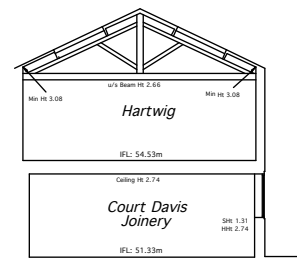 u/s Beam Ht 2.66
Min Ht 3.08
Min Ht 3.08
Hartwig
IFL: 54.53m
Ceiling Ht 2.74
Court Davis
Joinery
SHt 1.31
HHt 2.74
IFL: 51.33m